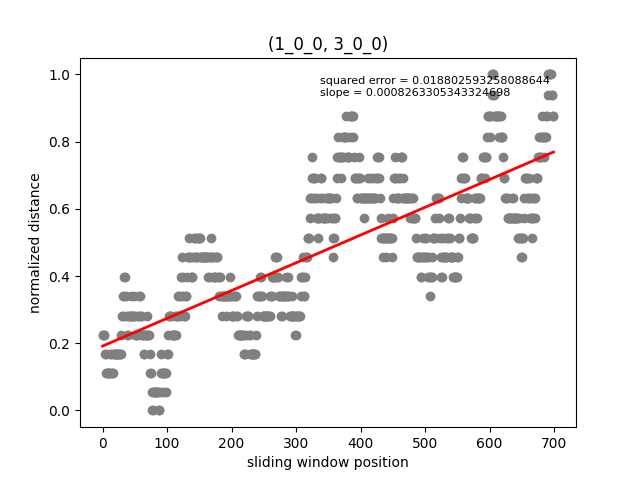 (1_0_0, 3_0_0)
squared error = 0.018802593258088644
slope = 0.0008263305343324698
1.0
0.8
0.6
0.4
0.2
0.0
normalized distance
0 100 200 300 400 500 600 700
sliding window position